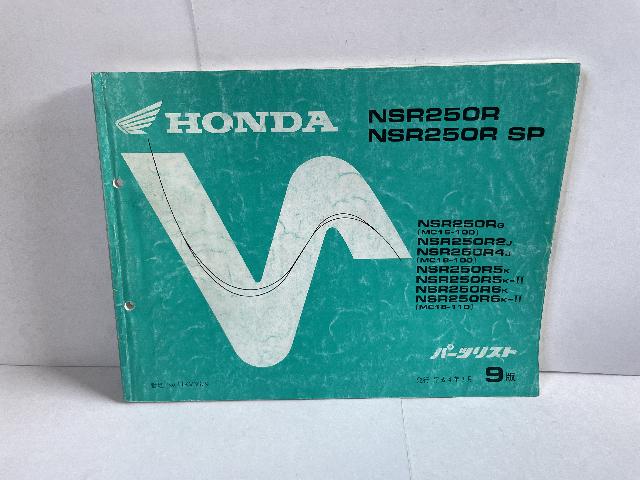 HONDA
NSR250R
NSR250R SP
NSR250RG
(MC16-100)
NSR250R2J
NSR250R4J
(MC18-100)
NSR250R5K
NSR250R5K-II
NSR250R6K
NSR250R6K-II
(MC18-110)
パーツリスト
9版